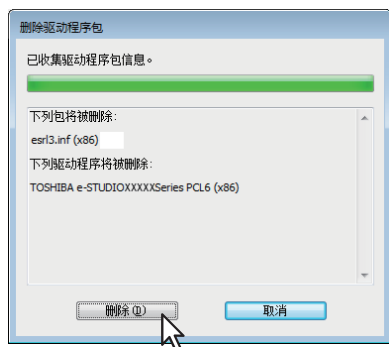 删除驱动程序包
已收集驱动程序包信息。
下列包将被删除:
esrl3.inf (x86)
下列驱动程序将被删除:
TOSHIBA e-STUDIOXXXXXSeries PCL6 (x86)
删除(D)
取消